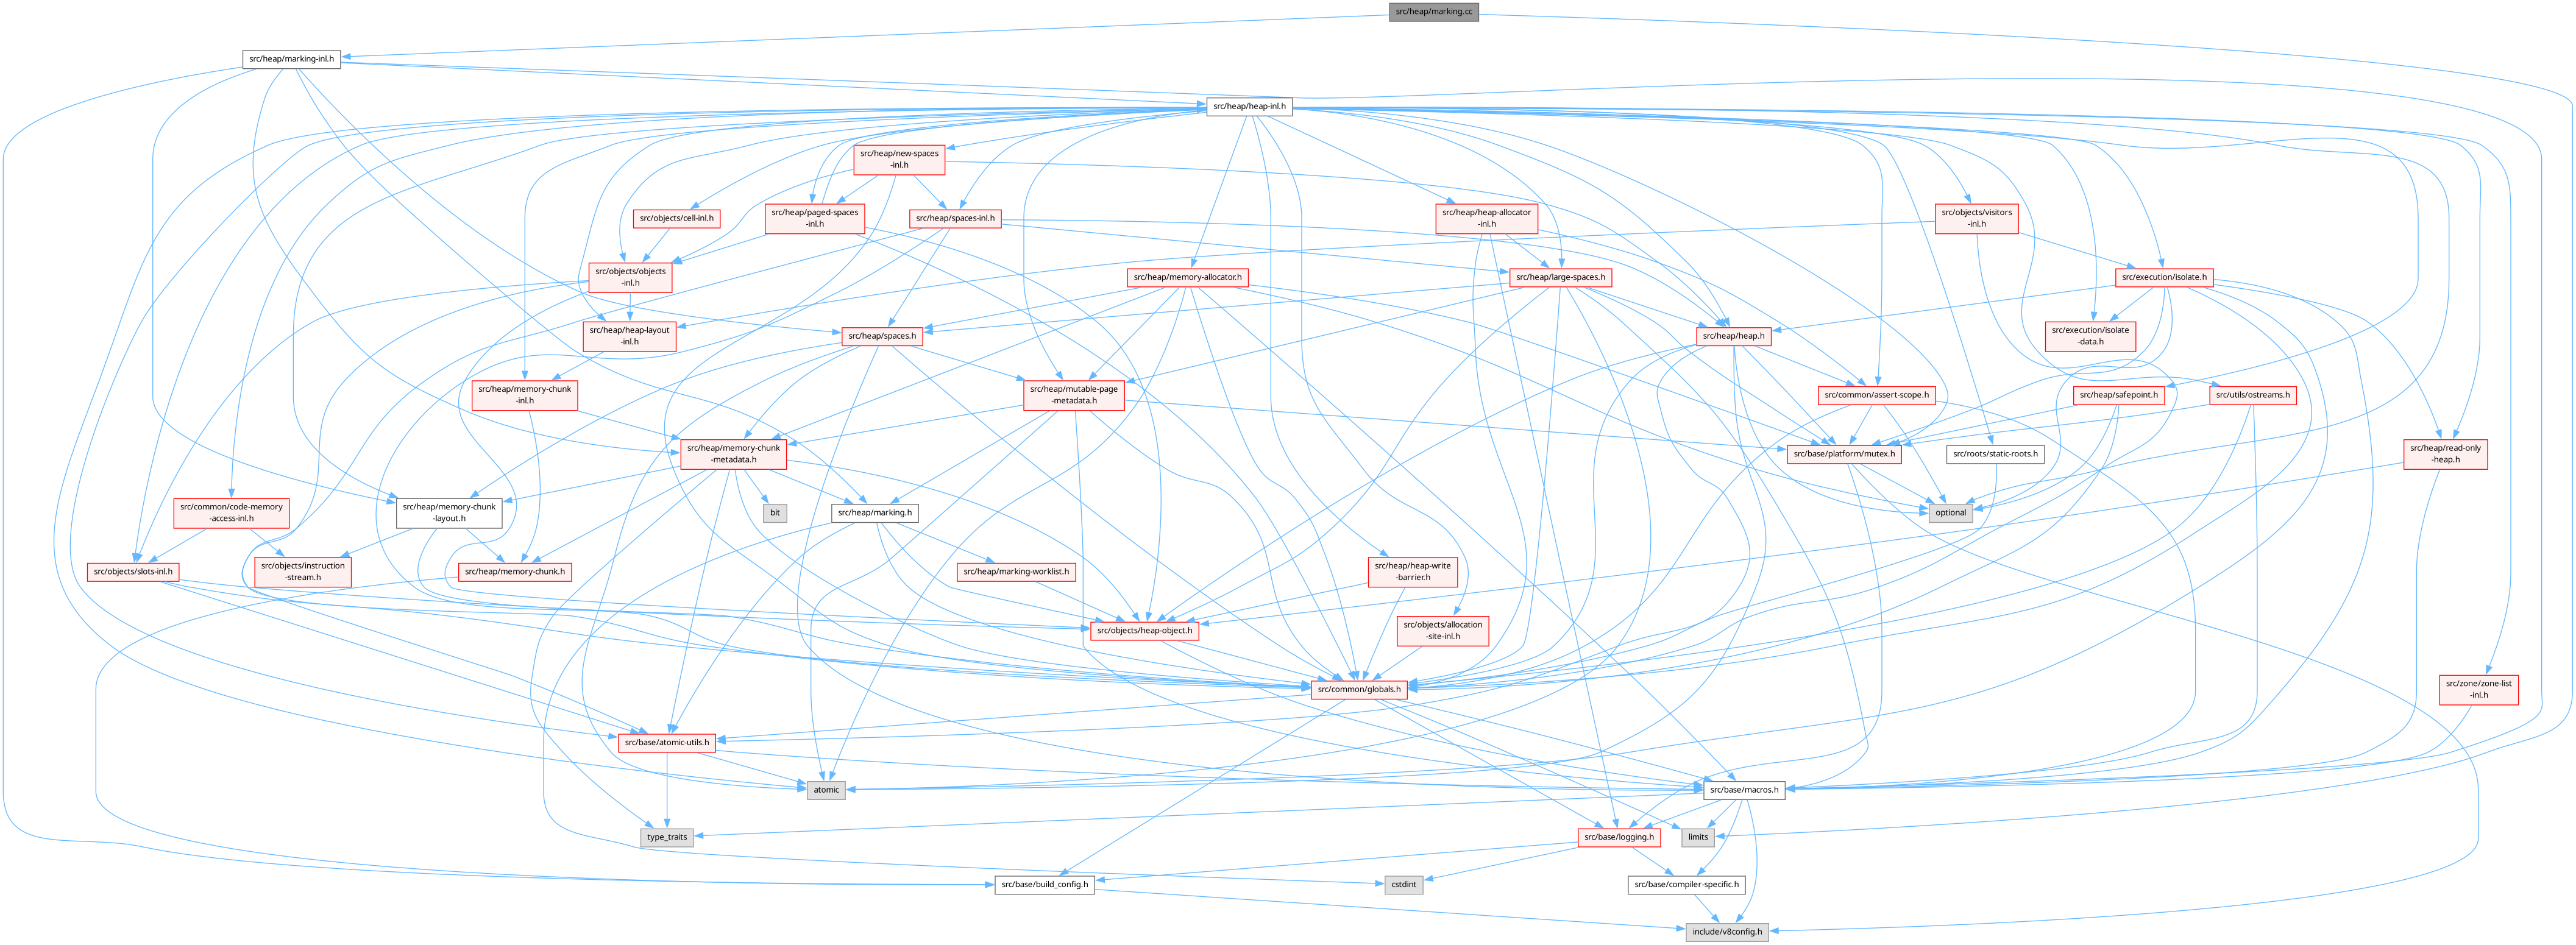 src/heap/marking.cc
src/heap/marking-inl.h
src/heap/heap-inl.h
src/heap/new-spaces
-inl.h
src/objects/cell-inl.h
src/heap/paged-spaces
-inl.h
src/heap/spaces-inl.h
src/heap/heap-allocator
-inl.h
src/objects/visitors
-inl.h
src/objects/objects
-inl.h
src/heap/memory-allocator.h
src/heap/large-spaces.h
src/execution/isolate.h
src/heap/heap-layout
-inl.h
src/heap/spaces.h
src/heap/heap.h
src/execution/isolate
-data.h
src/heap/memory-chunk
-inl.h
src/heap/mutable-page
-metadata.h
src/common/assert-scope.h
src/heap/safepoint.h
src/utils/ostreams.h
src/heap/memory-chunk
-metadata.h
src/base/platform/mutex.h
src/roots/static-roots.h
src/heap/read-only
-heap.h
src/common/code-memory
-access-inl.h
src/heap/memory-chunk
-layout.h
bit
src/heap/marking.h
optional
src/objects/slots-inl.h
src/objects/instruction
-stream.h
src/heap/memory-chunk.h
src/heap/marking-worklist.h
src/heap/heap-write
-barrier.h
src/objects/heap-object.h
src/objects/allocation
-site-inl.h
src/common/globals.h
src/zone/zone-list
-inl.h
src/base/atomic-utils.h
atomic
src/base/macros.h
type_traits
src/base/logging.h
limits
src/base/build_config.h
cstdint
src/base/compiler-specific.h
include/v8config.h